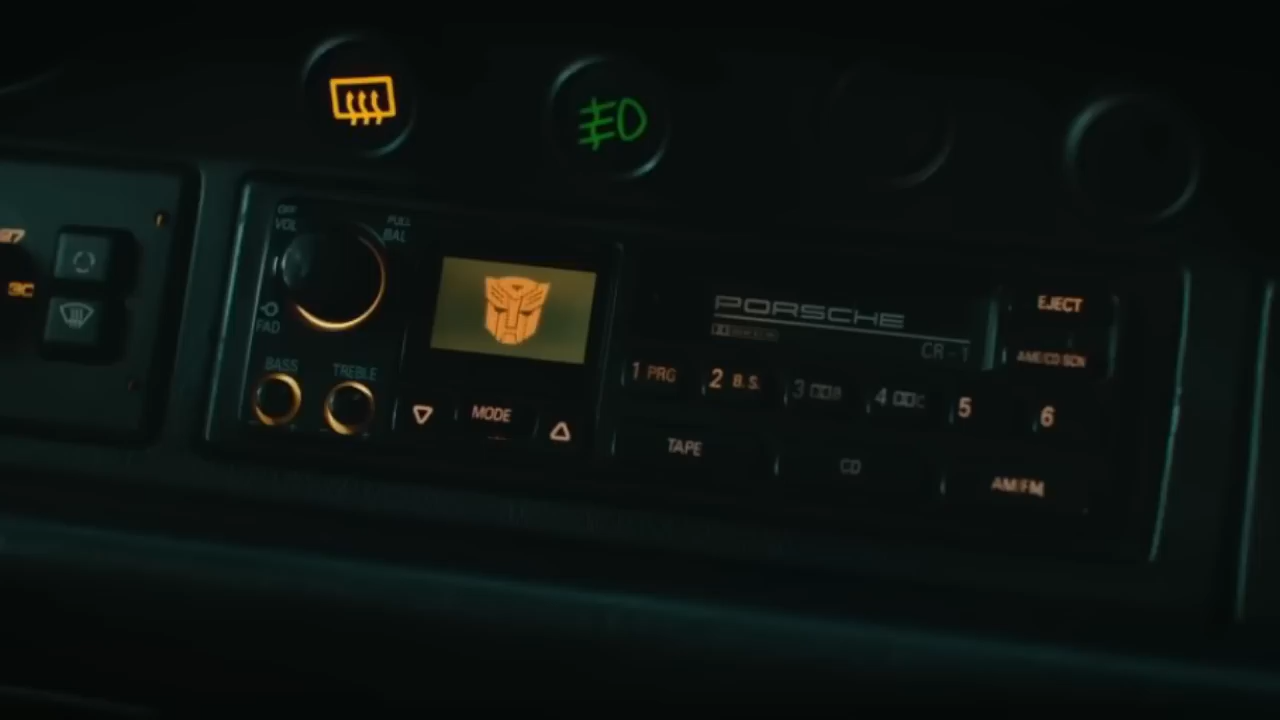 OFF
VOL
PULL
BAL
FAD
BASS
TREBLE
MODE
PORSCHE
CR-1
EJECT
1 PRG
2 B.S.
3
4
5
6
TAPE
CD
AM/FM